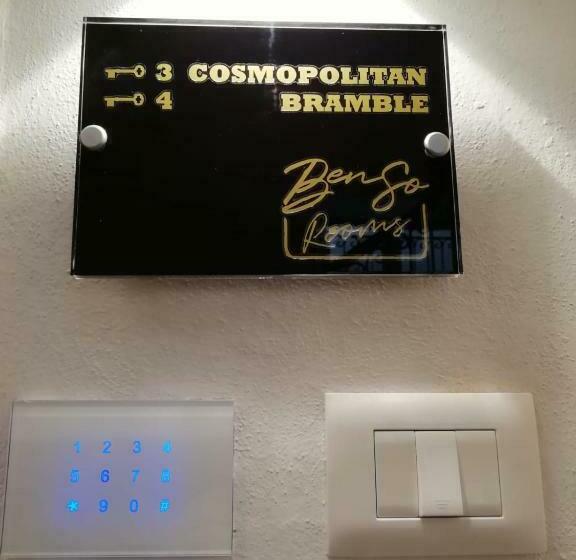 3 COSMOPOLITAN
4 BRAMBLE
BenSo
Rooms
1 2 3 4
5 6 7 8
* 9 0 #